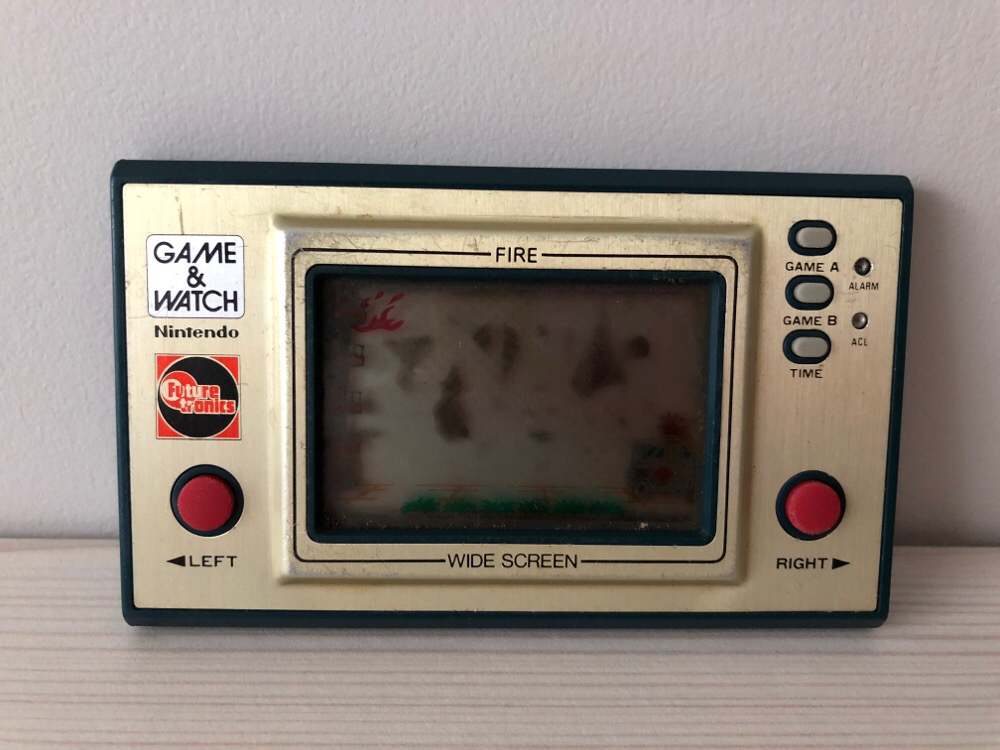 GAME
&
WATCH
Nintendo
Future
tronics
◄LEFT
FIRE
WIDE SCREEN
GAME A
ALARM
GAME B
ACL
TIME
RIGHT►